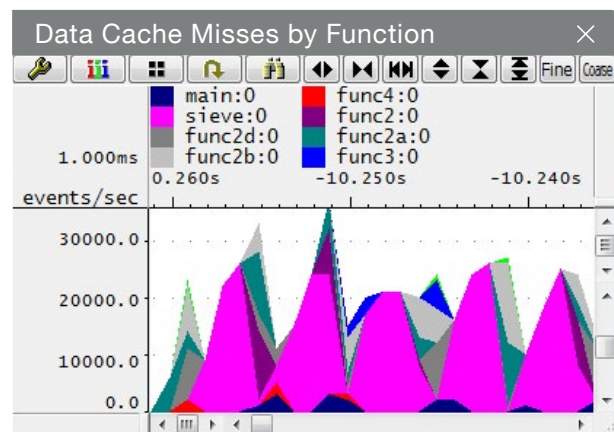 Data Cache Misses by Function
Fine Coase
main:0 func4:0
sieve:0 func2:0
func2d:0 func2a:0
func2b:0 func3:0
1.000ms
0.260s -10.250s -10.240s
events/sec
30000.0
20000.0
10000.0
0.0